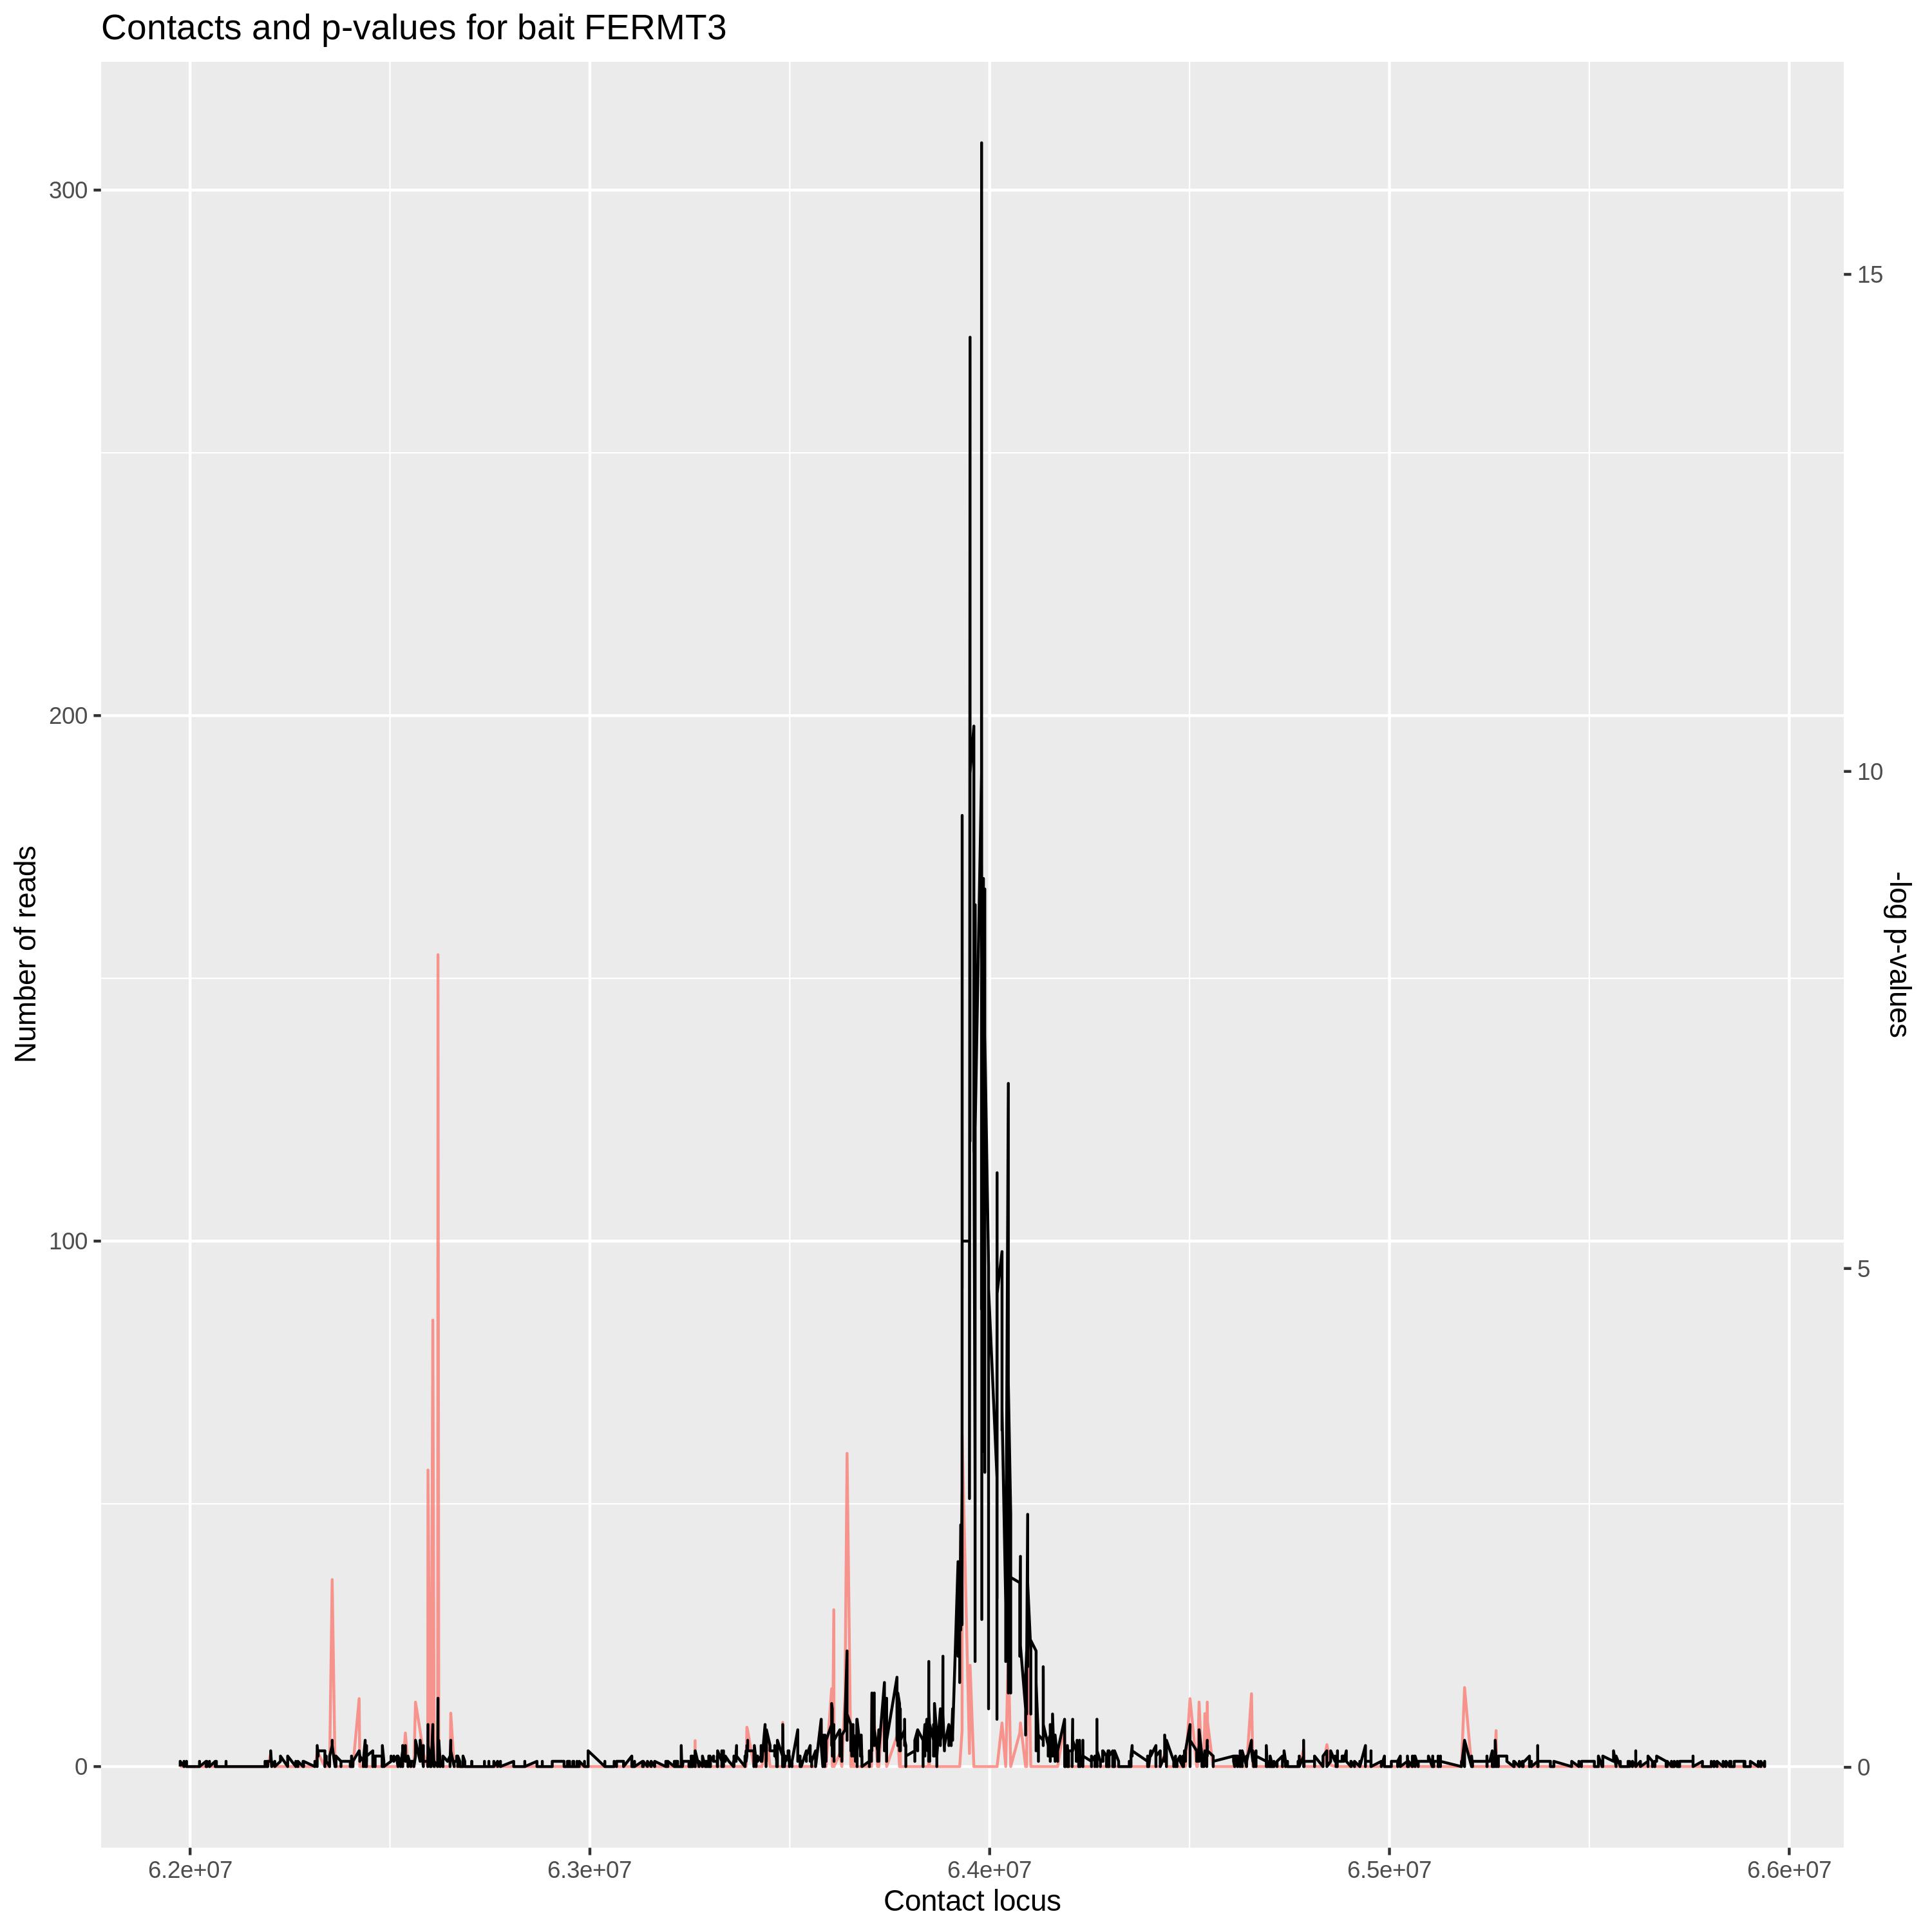 Contacts and p-values for bait FERMT3
300
200
100
0
Number of reads
15
10
5
0
-log p-values
6.2e+07
6.3e+07
6.4e+07
6.5e+07
6.6e+07
Contact locus